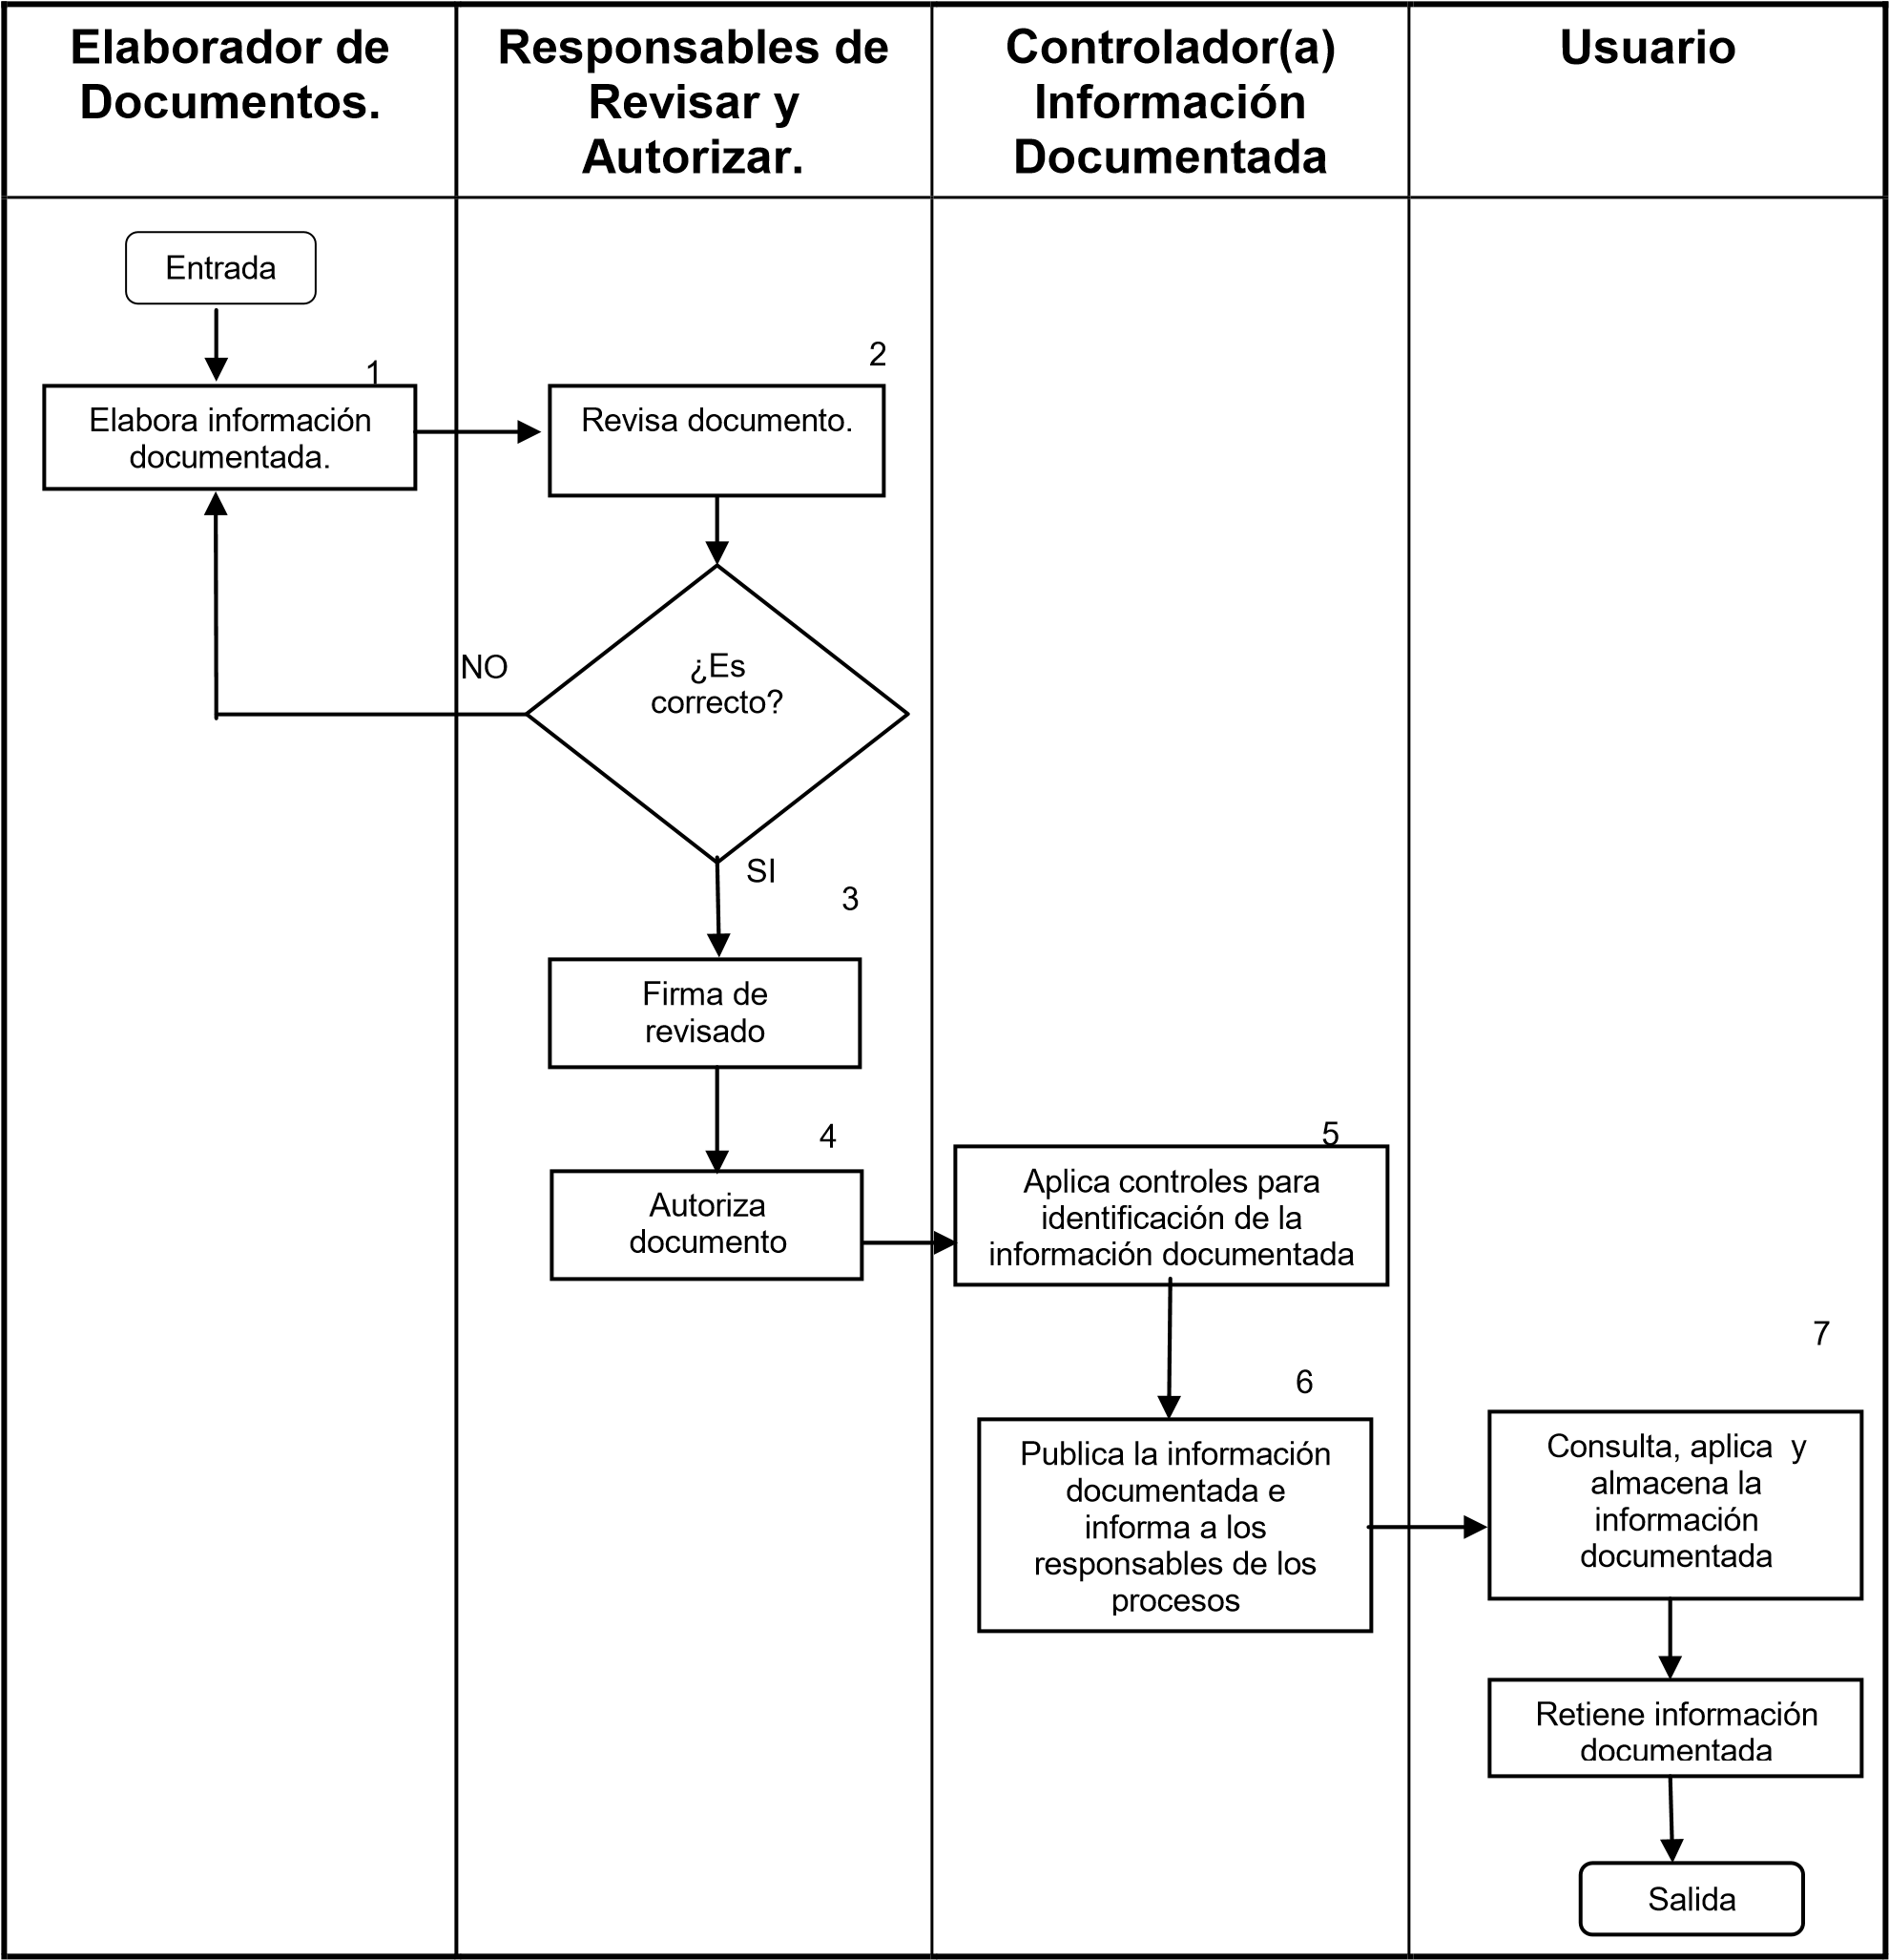 Elaborador de
Documentos.
Responsables de
Revisar y
Autorizar.
Controlador(a)
Información
Documentada
Usuario
Entrada
1
Elabora información
documentada.
2
Revisa documento.
¿Es
correcto?
NO
SI
3
Firma de
revisado
4
Autoriza
documento
5
Aplica controles para
identificación de la
información documentada
6
Publica la información
documentada e
informa a los
responsables de los
procesos
7
Consulta, aplica  y
almacena la
información
documentada
Retiene información
documentada
Salida